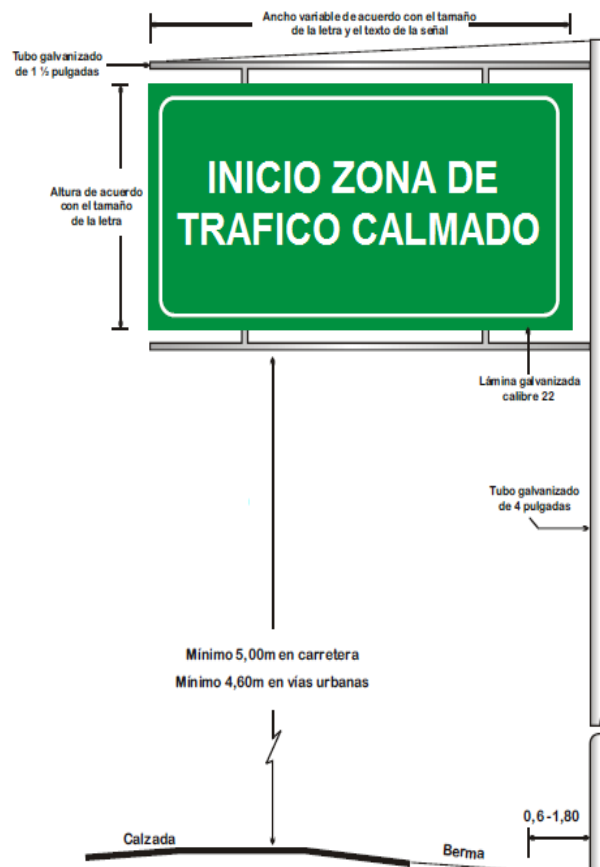 Ancho variable de acuerdo con el tamaño
de la letra y el texto de la señal
Tubo galvanizado
de 1 ½ pulgadas
Altura de acuerdo
con el tamaño
de la letra
INICIO ZONA DE
TRAFICO CALMADO
Lámina galvanizada
calibre 22
Tubo galvanizado
de 4 pulgadas
Mínimo 5,00m en carretera
Mínimo 4,60m en vías urbanas
0,6-1,80
Calzada
Berma